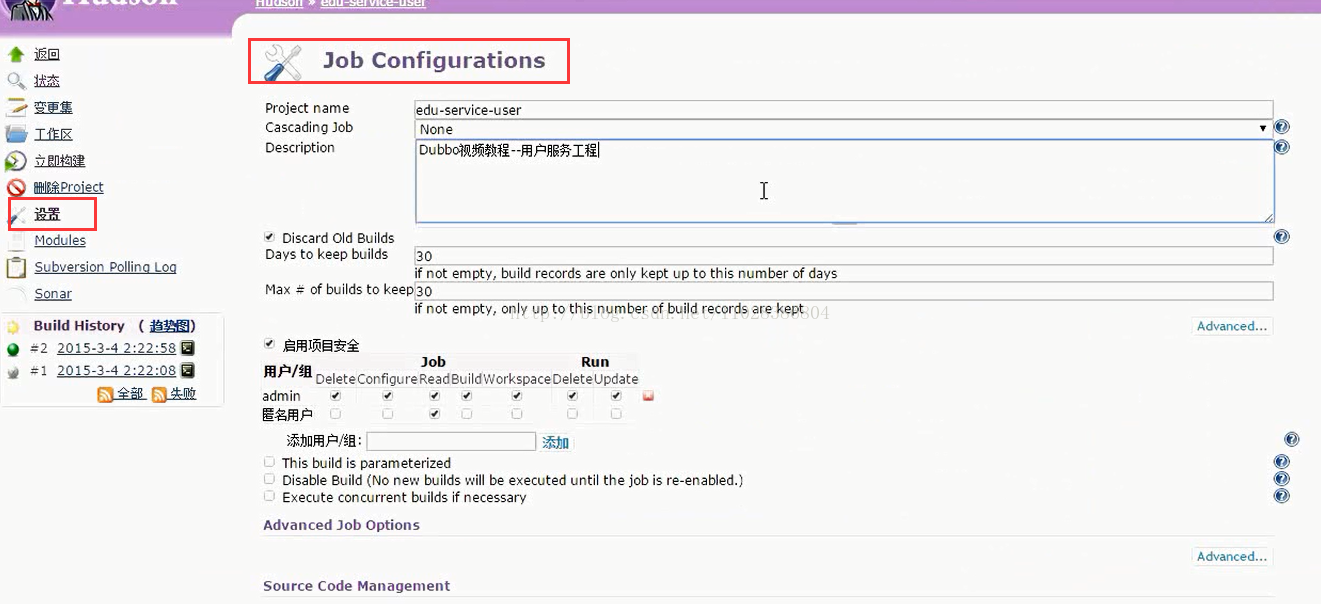 Hudson
Hudson » edu-service-user
返回
状态
变更集
工作区
立即构建
删除Project
设置
Modules
Subversion Polling Log
Sonar
Build History （趋势图）
#2 2015-3-4 2:22:58
#1 2015-3-4 2:22:08
全部 失败
Job Configurations
Project name edu-service-user
Cascading Job None
Description Dubbo视频教程--用户服务工程
Discard Old Builds
Days to keep builds 30
if not empty, build records are only kept up to this number of days
Max # of builds to keep 30
if not empty, only up to this number of build records are kept
Advanced...
启用项目安全
Job Run
用户/组 Delete Configure Read Build Workspace Delete Update
admin
匿名用户
添加用户/组: 添加
This build is parameterized
Disable Build (No new builds will be executed until the job is re-enabled.)
Execute concurrent builds if necessary
Advanced Job Options
Advanced...
Source Code Management